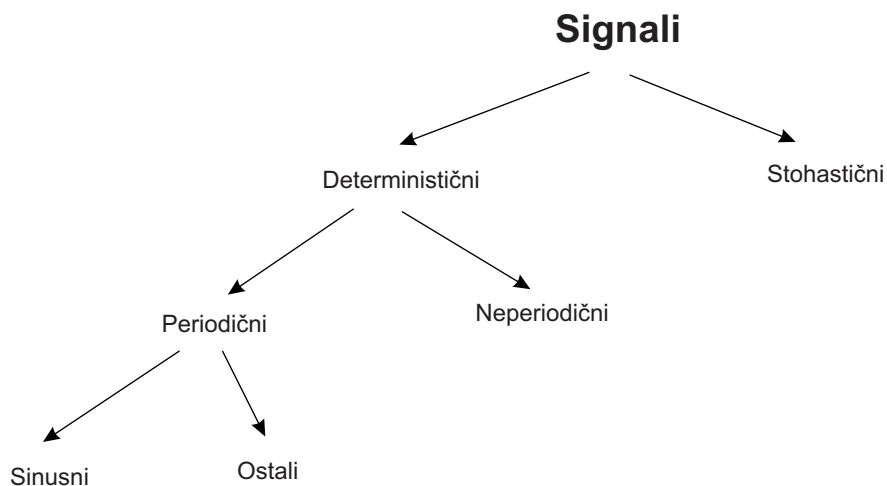 Signali
Deterministični
Stohastični
Periodični
Neperiodični
Sinusni
Ostali